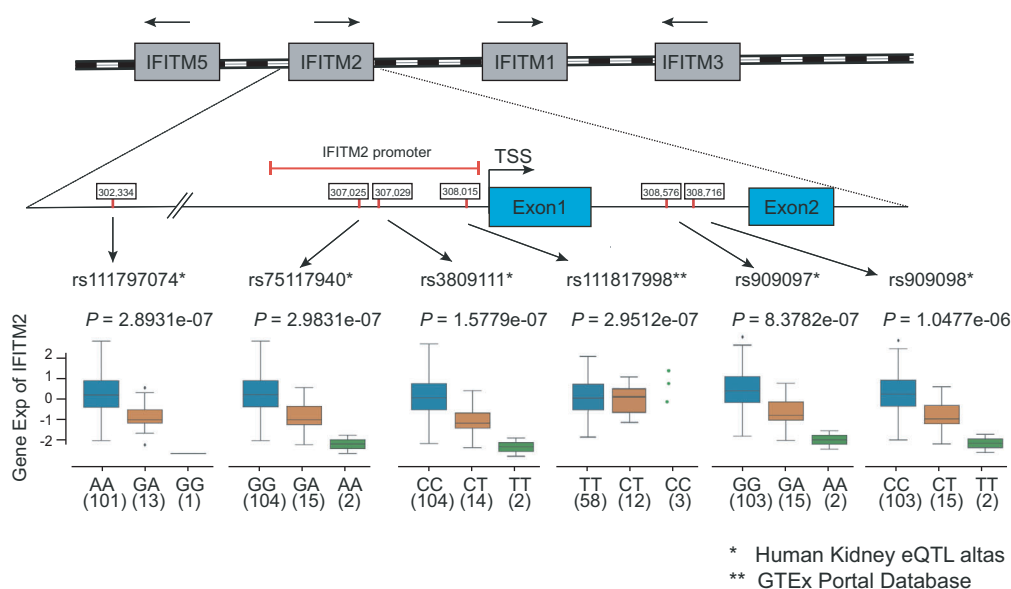 IFITM5 IFITM2 IFITM1 IFITM3
IFITM2 promoter
TSS
302,334 307,025 307,029 308,015 308,576 308,716
Exon1 Exon2
rs111797074* rs75117940* rs3809111* rs111817998** rs909097* rs909098*
P = 2.8931e-07 P = 2.9831e-07 P = 1.5779e-07 P = 2.9512e-07 P = 8.3782e-07 P = 1.0477e-06
Gene Exp of IFITM2
2
1
0
-1
-2
AA GA GG GG GA AA CC CT TT TT CT CC GG GA AA CC CT TT
(101) (13) (1) (104) (15) (2) (104) (14) (2) (58) (12) (3) (103) (15) (2) (103) (15) (2)
* Human Kidney eQTL altas
** GTEx Portal Database